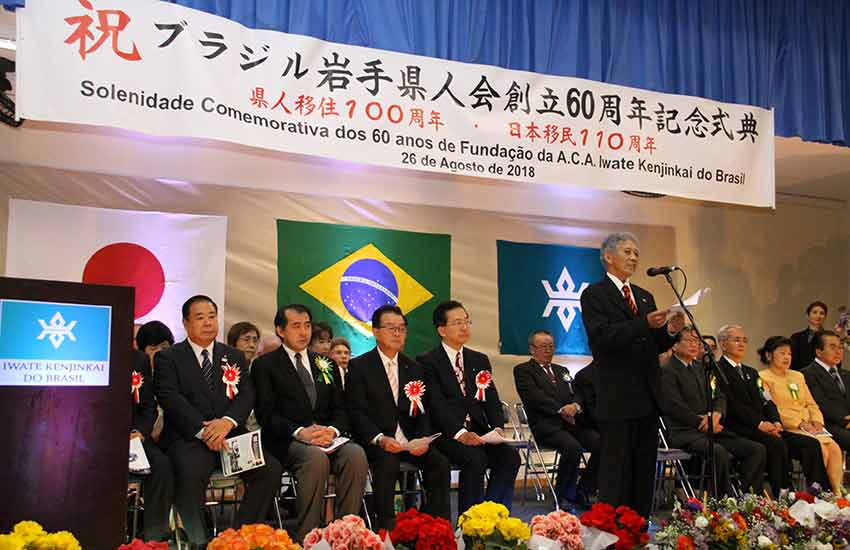 祝 ブラジル岩手県人会創立60周年記念式典
県人移住100周年 . 日本移民110周年
Solenidade Comemorativa dos 60 anos de Fundação da A.C.A. Iwate Kenjinkai do Brasil
26 de Agosto de 2018
IWATE KENJINKAI
DO BRASIL